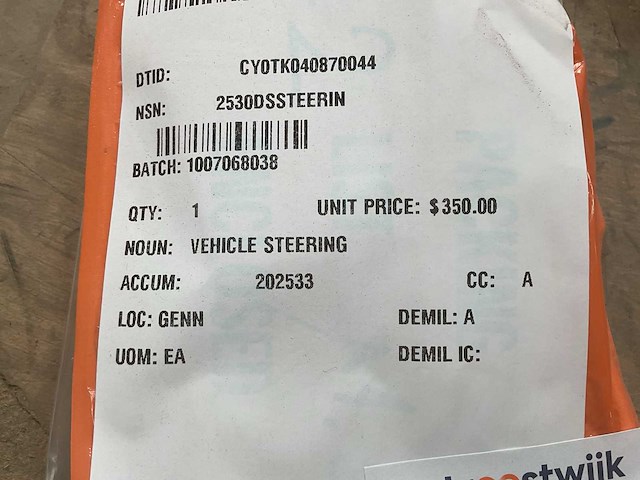 DTID: CY0TK040870044
NSN: 2530DSSTEERIN
BATCH: 1007068038
QTY: 1 UNIT PRICE: $350.00
NOUN: VEHICLE STEERING
ACCUM: 202533 CC: A
LOC: GENN DEMIL: A
UOM: EA DEMIL IC: